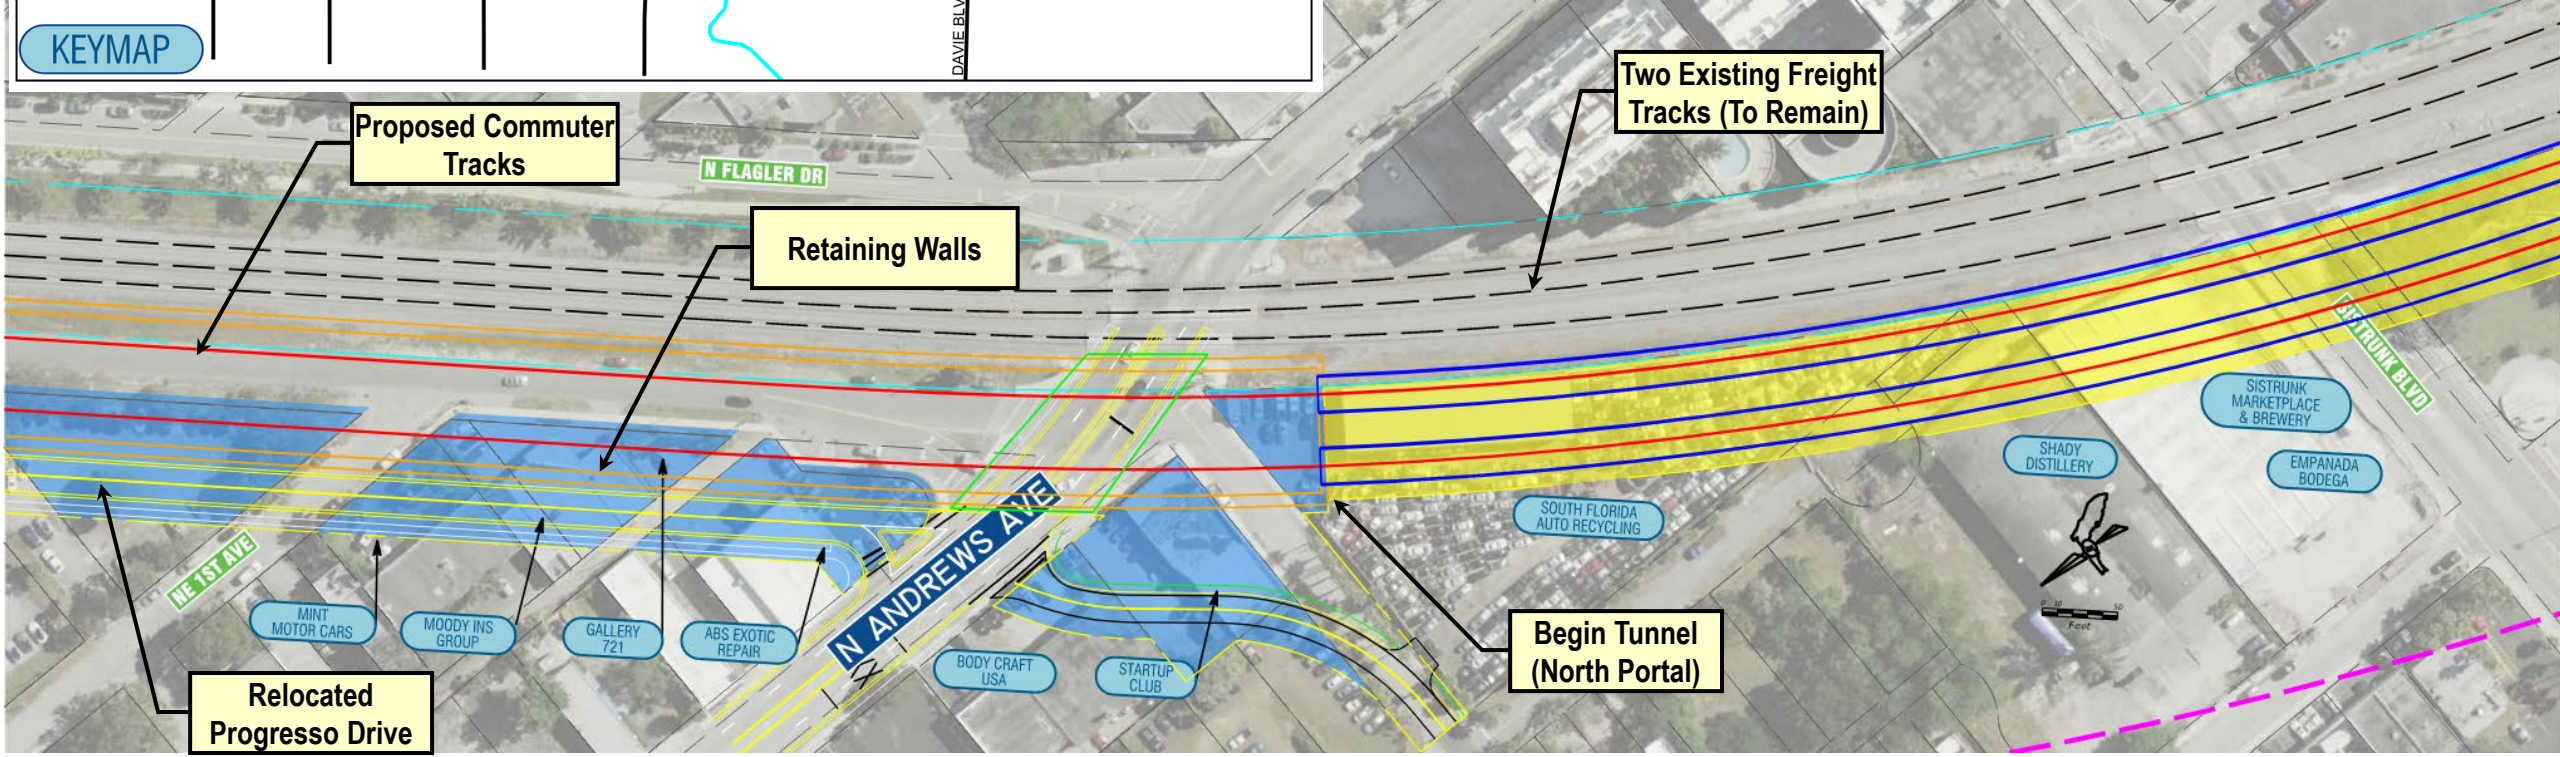 KEYMAP
DAVIE BLV
Two Existing Freight
Tracks (To Remain)
Proposed Commuter
Tracks
N FLAGLER DR
Retaining Walls
SISTRUNK BLVD
SISTRUNK
MARKETPLACE
& BREWERY
EMPANADA
BODEGA
SHADY
DISTILLERY
SOUTH FLORIDA
AUTO RECYCLING
N ANDREWS AVE
NE 1ST AVE
MINT
MOTOR CARS
MOODY INS
GROUP
GALLERY
721
ABS EXOTIC
REPAIR
BODY CRAFT
USA
STARTUP
CLUB
0 10 50
Feet
Begin Tunnel
(North Portal)
Relocated
Progresso Drive